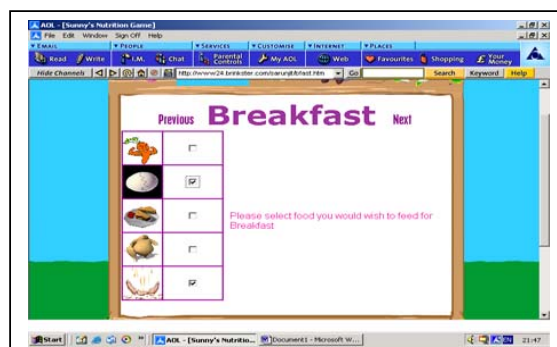 AOL - [Sunny's Nutrition Game]
File Edit Window Sign Off Help
EMAIL PEOPLE SERVICES CUSTOMISE INTERNET PLACES
Read Write I.M. Chat Parental Controls My AOL Web Favourites Shopping £ Your Money
Hide Channels Go Search Keyword Help
Previous Breakfast Next
Please select food you would wish to feed for
Breakfast
Start AOL - [Sunny's Nutritio... Document1 - Microsoft W... EN 21:47